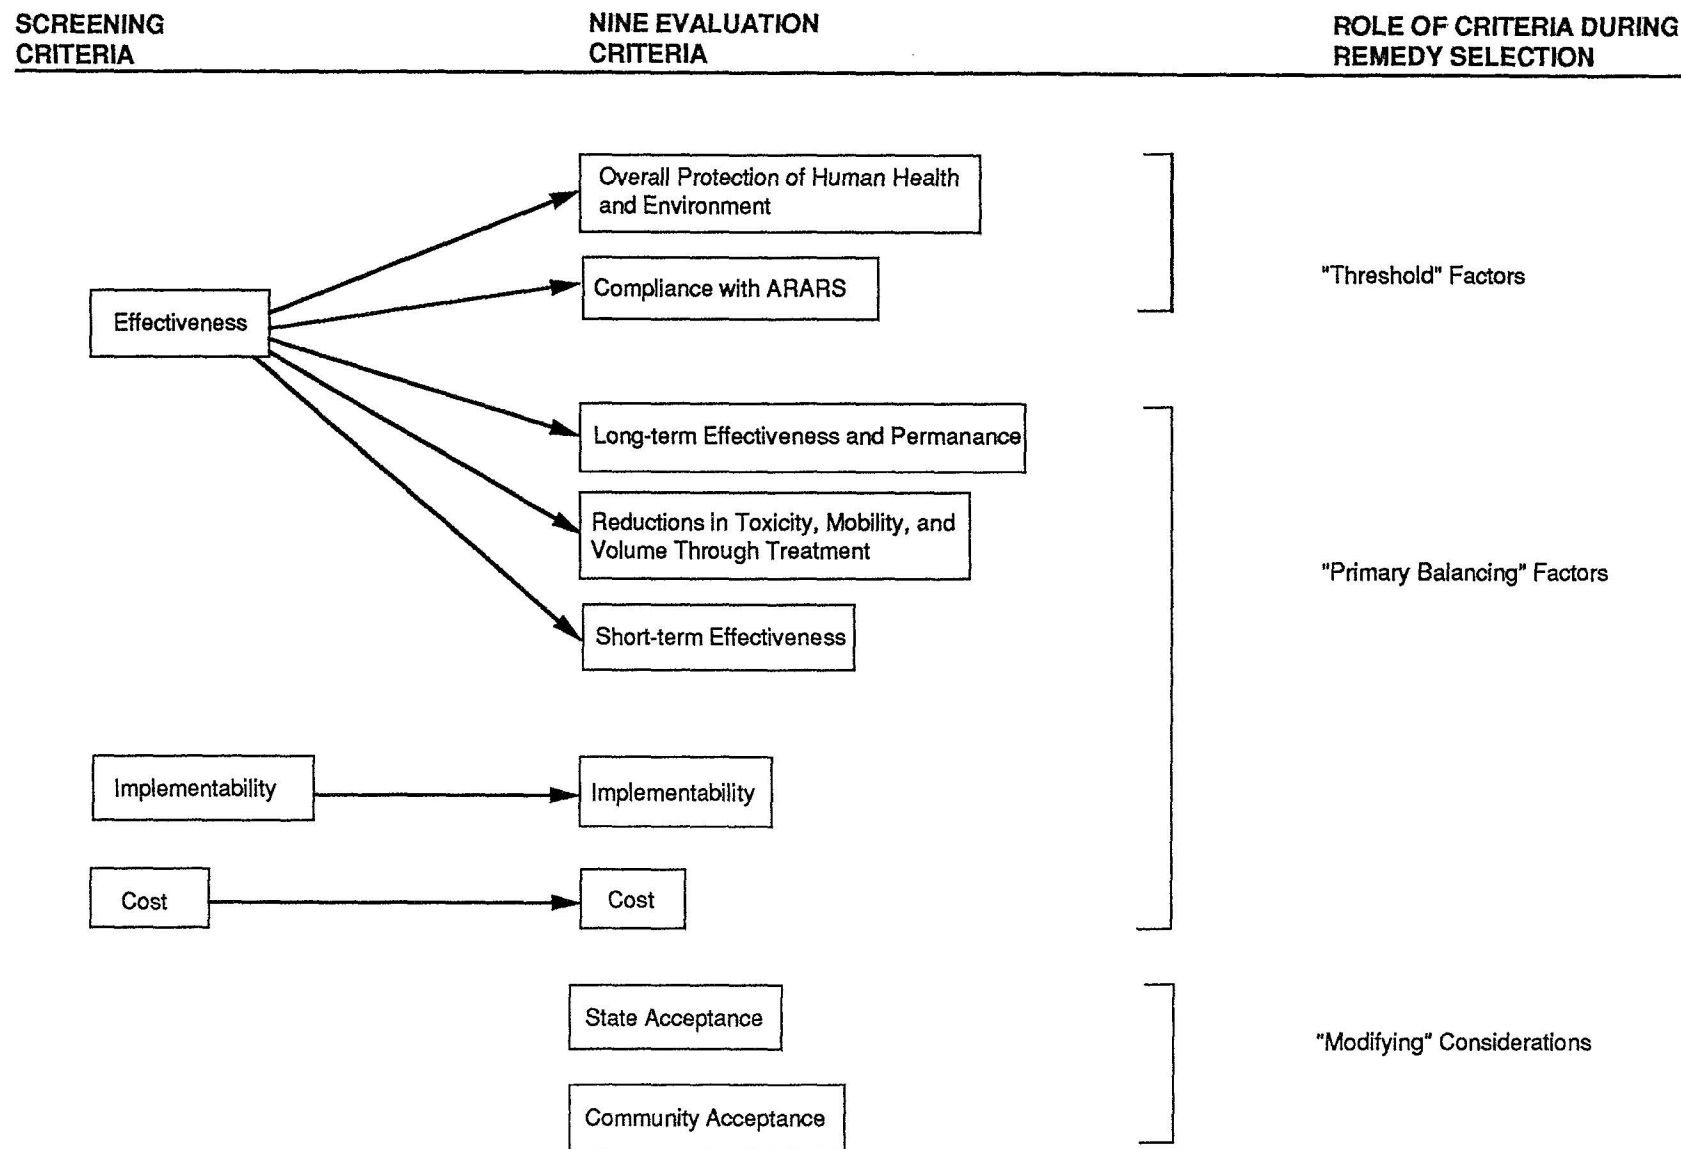 SCREENING
CRITERIA
NINE EVALUATION
CRITERIA
ROLE OF CRITERIA DURING
REMEDY SELECTION
Overall Protection of Human Health
and Environment
Compliance with ARARS
"Threshold" Factors
Effectiveness
Long-term Effectiveness and Permanance
Reductions in Toxicity, Mobility, and
Volume Through Treatment
"Primary Balancing" Factors
Short-term Effectiveness
Implementability
Implementability
Cost
Cost
State Acceptance
"Modifying" Considerations
Community Acceptance